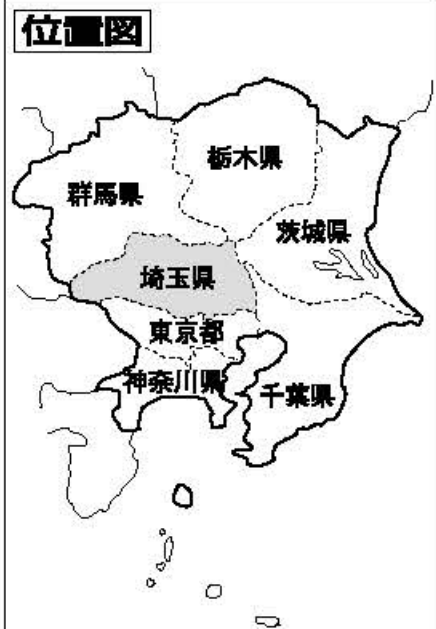 位置図
栃木県
群馬県
茨城県
埼玉県
東京都
神奈川県
千葉県